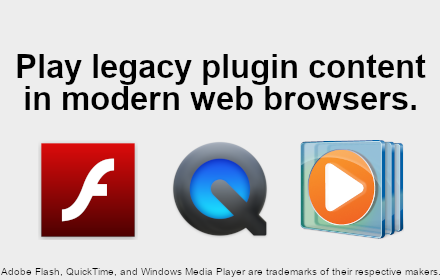 Play legacy plugin content
in modern web browsers.
Adobe Flash, QuickTime, and Windows Media Player are trademarks of their respective makers.